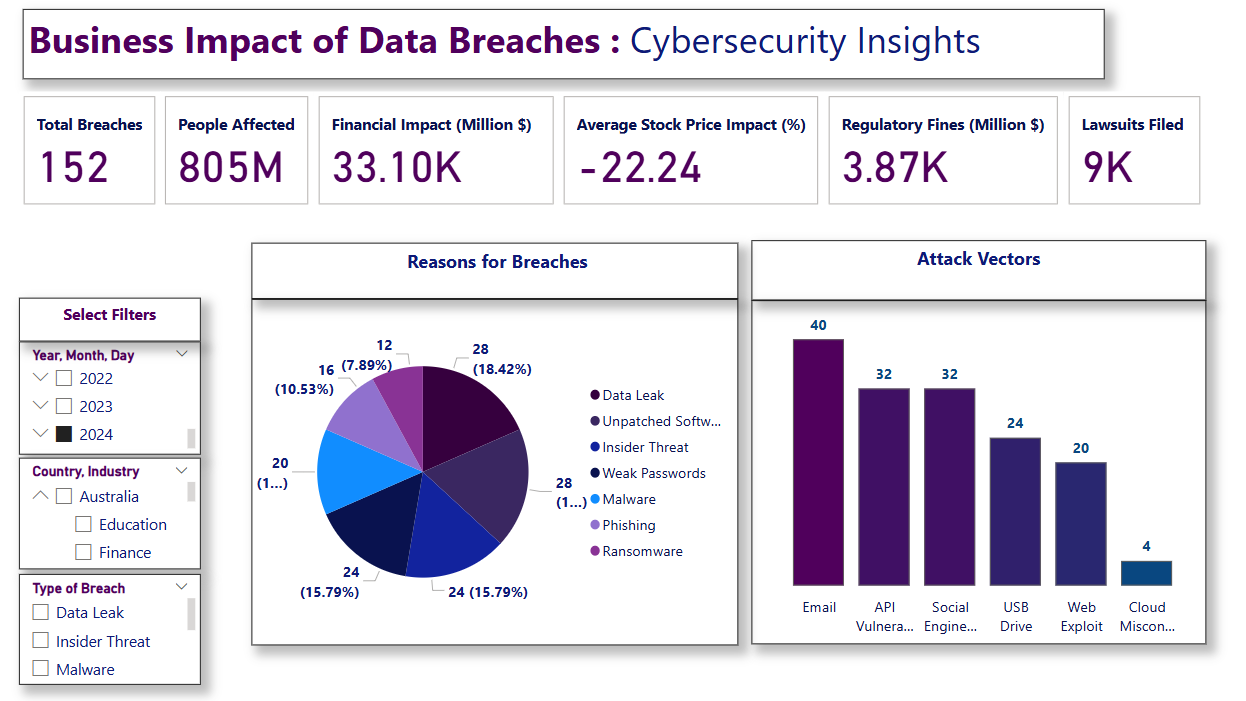 Business Impact of Data Breaches : Cybersecurity Insights
Total Breaches
152
People Affected
805M
Financial Impact (Million $)
33.10K
Average Stock Price Impact (%)
-22.24
Regulatory Fines (Million $)
3.87K
Lawsuits Filed
9K
Select Filters
Year, Month, Day
2022
2023
2024
Country, Industry
Australia
Education
Finance
Type of Breach
Data Leak
Insider Threat
Malware
Reasons for Breaches
28
(18.42%)
28
(1...)
24 (15.79%)
24
(15.79%)
20
(1...)
16
(10.53%)
12
(7.89%)
Data Leak
Unpatched Softw...
Insider Threat
Weak Passwords
Malware
Phishing
Ransomware
Attack Vectors
40
32
32
24
20
4
Email
API
Vulnera...
Social
Engine...
USB
Drive
Web
Exploit
Cloud
Miscon...